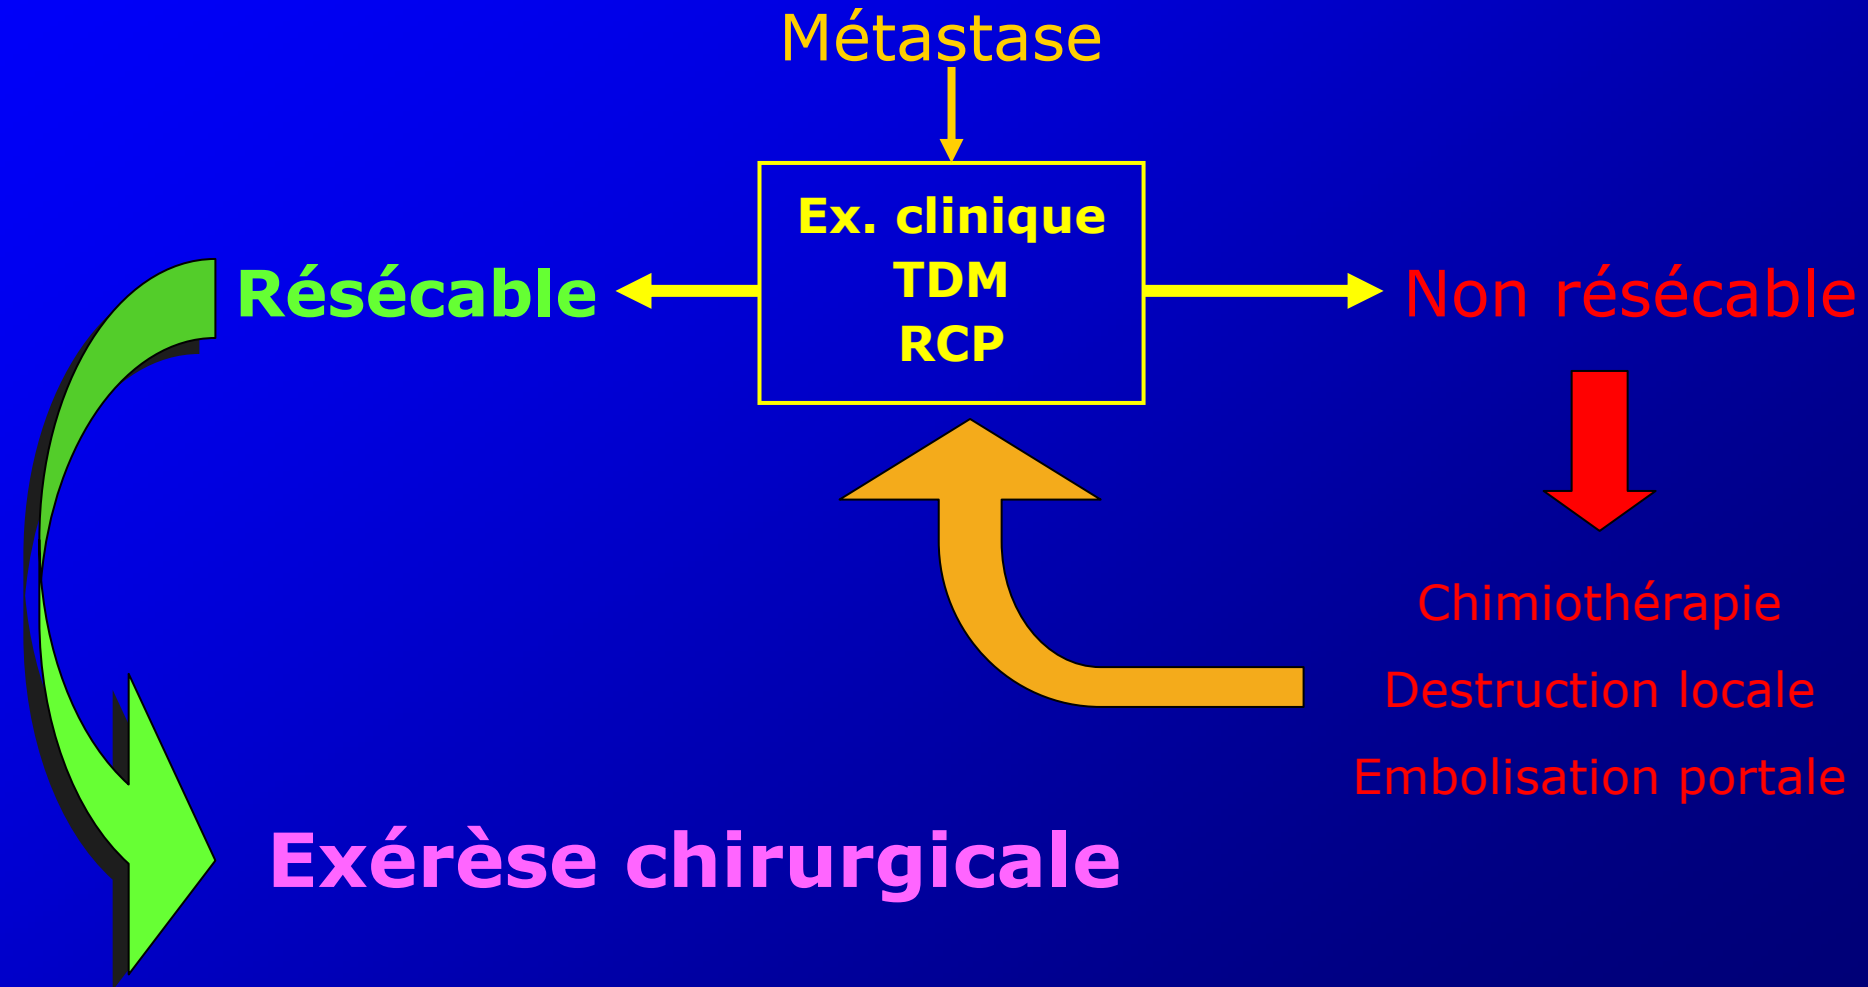 Métastase
Ex. clinique
TDM
RCP
Résécable
Non résécable
Chimiothérapie
Destruction locale
Embolisation portale
Exérèse chirurgicale